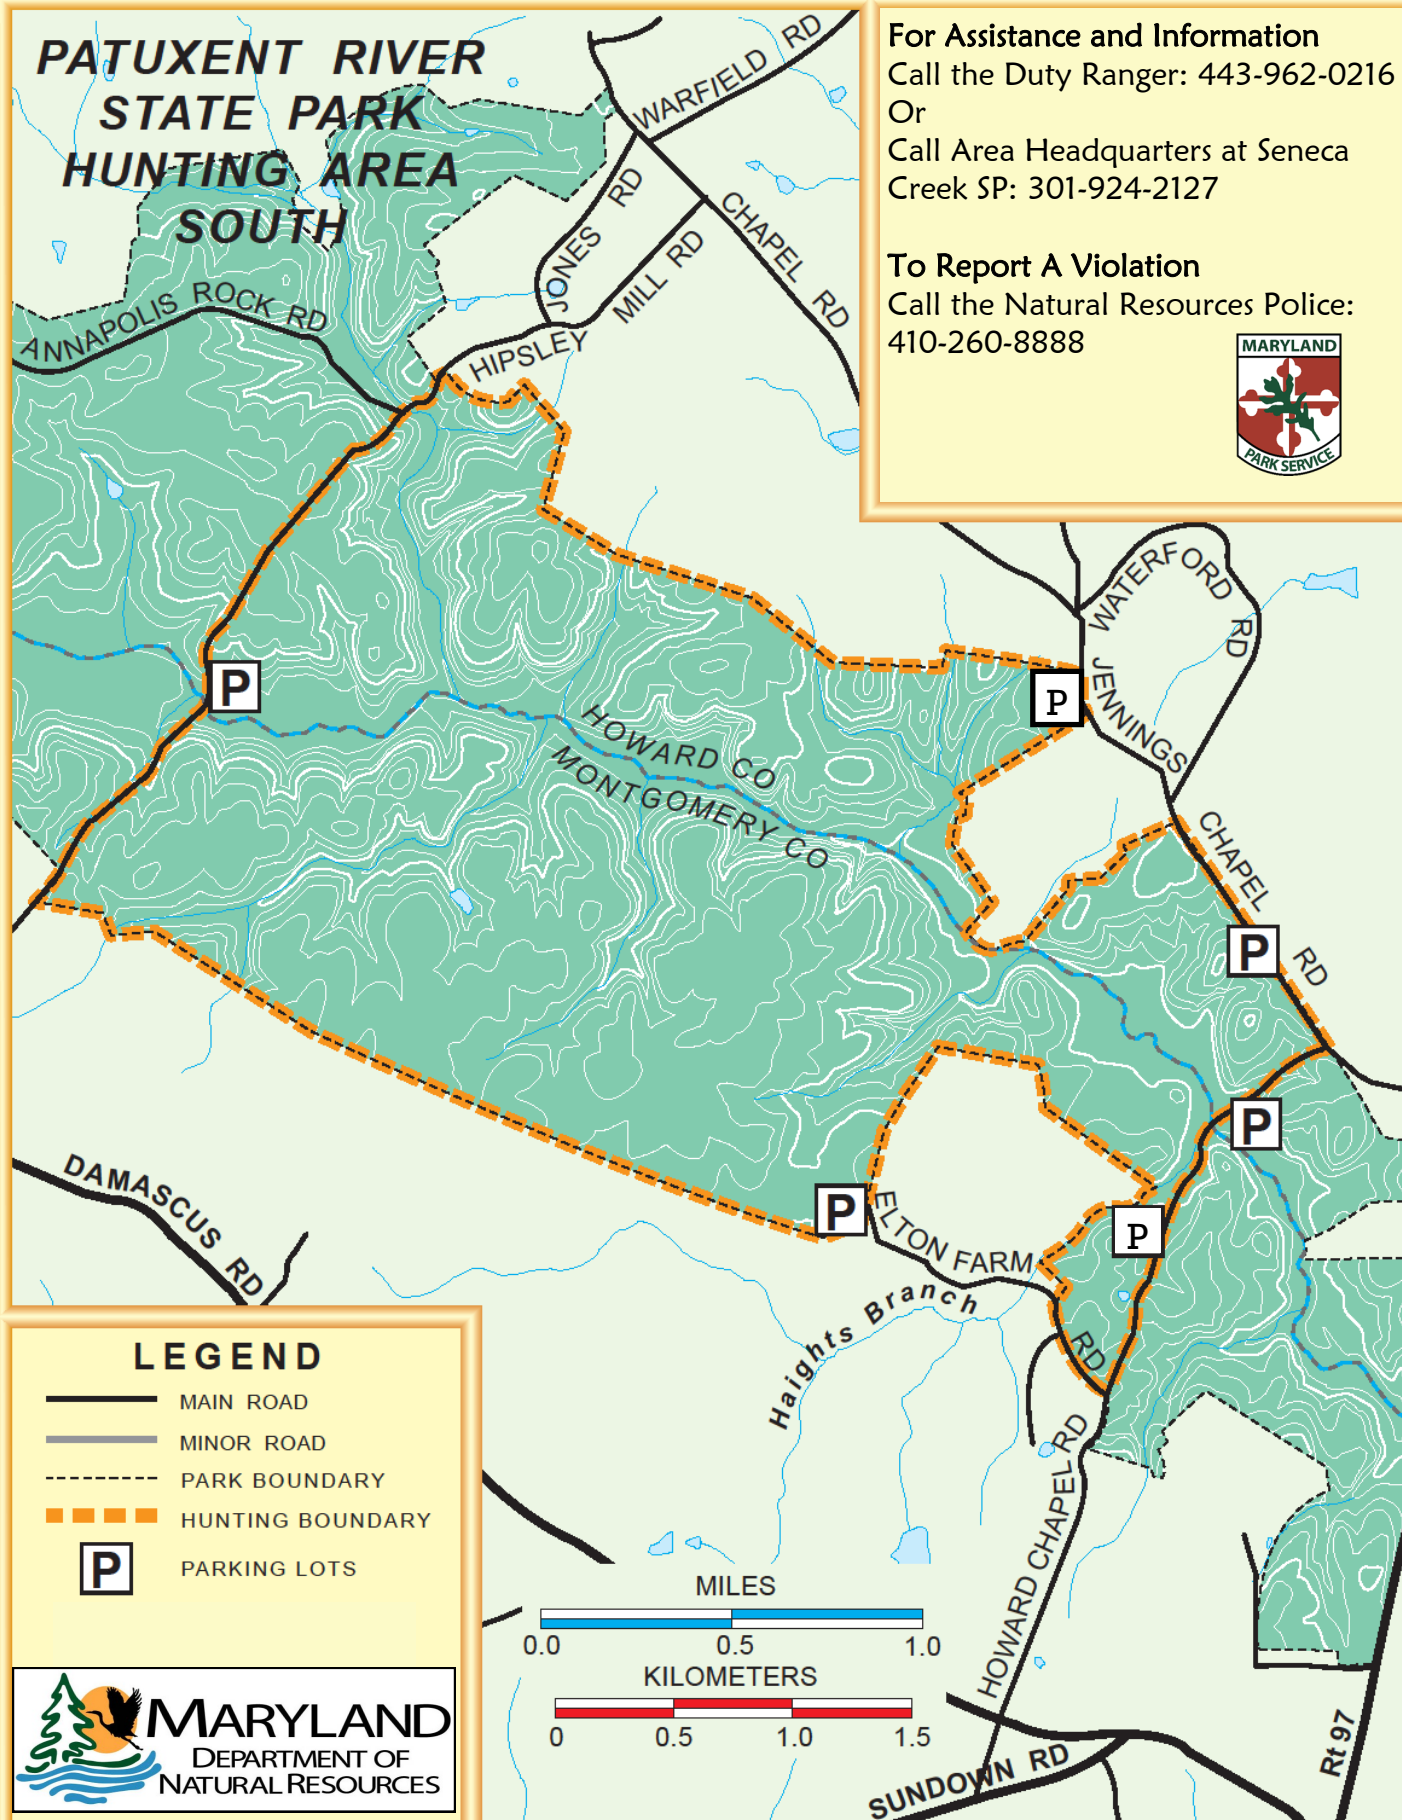 PATUXENT RIVER
STATE PARK
HUNTING AREA
SOUTH
For Assistance and Information
Call the Duty Ranger: 443-962-0216
Or
Call Area Headquarters at Seneca
Creek SP: 301-924-2127
To Report A Violation
Call the Natural Resources Police:
410-260-8888
MARYLAND
PARK SERVICE
WARFIELD RD
JONES RD
CHAPEL RD
MILL RD
HIPSLEY
ANNAPOLIS ROCK RD
WATERFORD RD
JENNINGS
CHAPEL
RD
P
P
HOWARD CO
MONTGOMERY CO
P
P
P
P
ELTON FARM
RD
Haights Branch
DAMASCUS RD
HOWARD CHAPEL RD
SUNDOWN RD
Rt 97
LEGEND
MAIN ROAD
MINOR ROAD
PARK BOUNDARY
HUNTING BOUNDARY
P PARKING LOTS
MILES
0.0 0.5 1.0
KILOMETERS
0 0.5 1.0 1.5
MARYLAND
DEPARTMENT OF
NATURAL RESOURCES